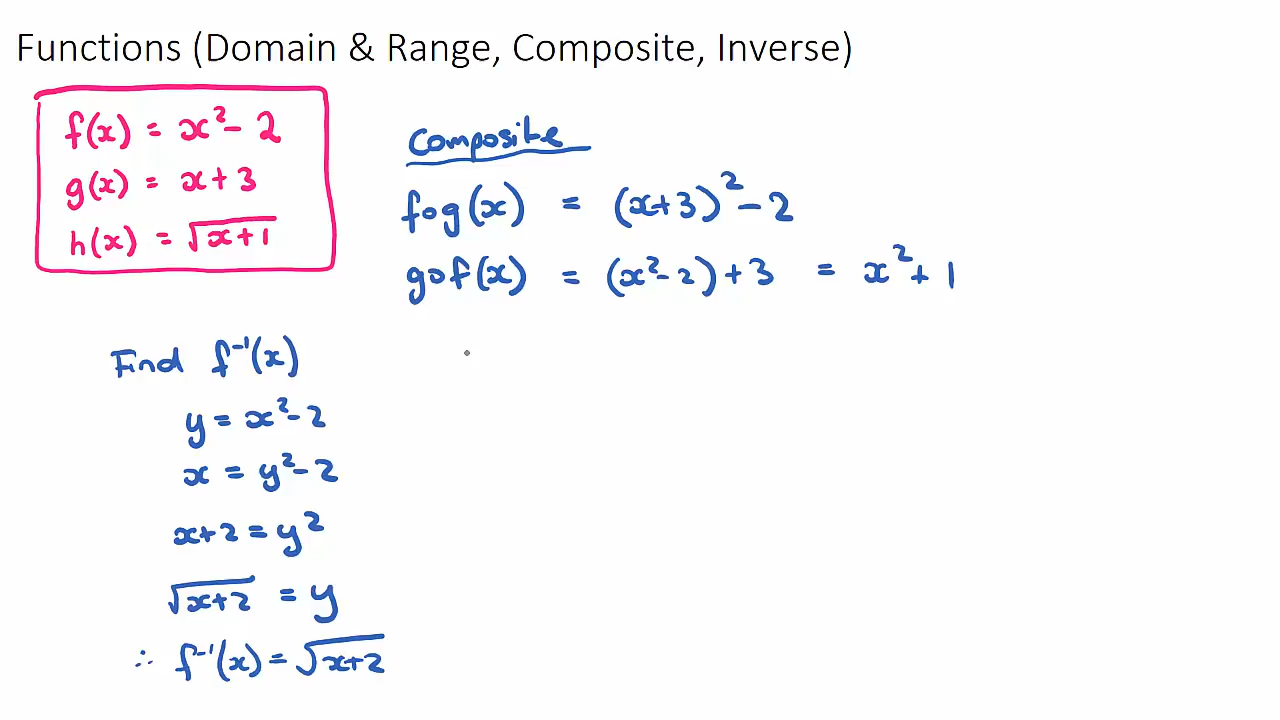 Functions (Domain & Range, Composite, Inverse)
f(x) = x² - 2
g(x) = x + 3
h(x) = √x+1
Composite
fog(x) = (x+3)² - 2
gof(x) = (x²-2) + 3 = x² + 1
Find f⁻¹(x)
y = x² - 2
x = y² - 2
x+2 = y²
√x+2 = y
∴ f⁻¹(x) = √x+2